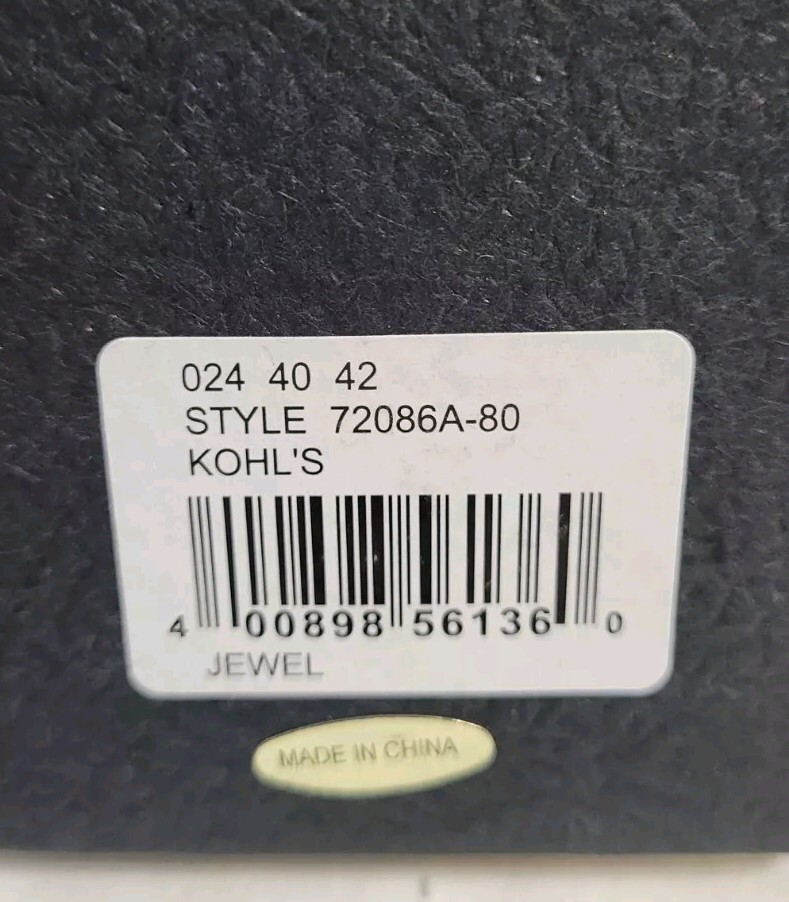 024 40 42
STYLE 72086A-80
KOHL'S
4 00898 56136 0
JEWEL
MADE IN CHINA